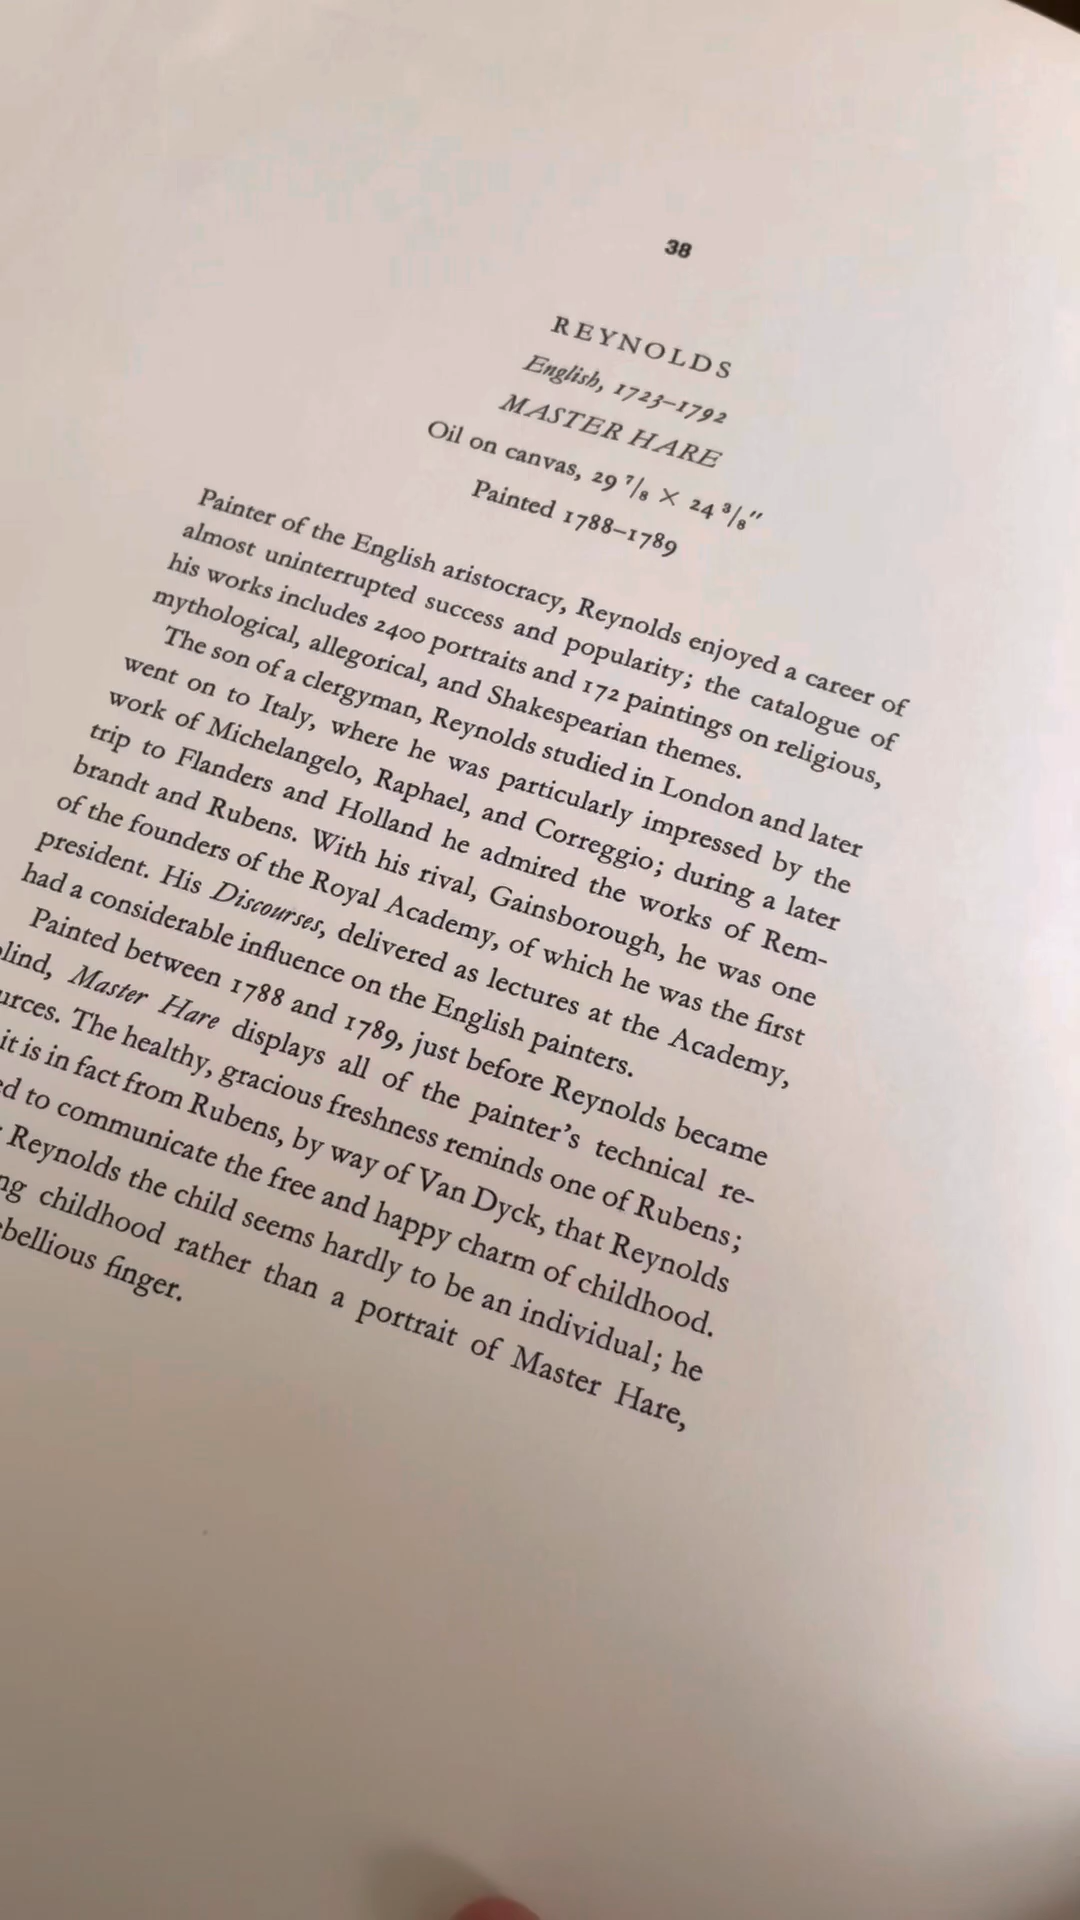 38
REYNOLDS
English, 1723–1792
MASTER HARE
Oil on canvas, 29 7/8 × 24 3/8″
Painted 1788–1789
Painter of the English aristocracy, Reynolds enjoyed a career of
almost uninterrupted success and popularity; the catalogue of
his works includes 2400 portraits and 172 paintings on religious,
mythological, allegorical, and Shakespearian themes.
The son of a clergyman, Reynolds studied in London and later
went on to Italy, where he was particularly impressed by the
work of Michelangelo, Raphael, and Correggio; during a later
trip to Flanders and Holland he admired the works of Rem-
brandt and Rubens. With his rival, Gainsborough, he was one
of the founders of the Royal Academy, of which he was the first
president. His Discourses, delivered as lectures at the Academy,
had a considerable influence on the English painters.
Painted between 1788 and 1789, just before Reynolds became
lind, Master Hare displays all of the painter's technical re-
urces. The healthy, gracious freshness reminds one of Rubens;
it is in fact from Rubens, by way of Van Dyck, that Reynolds
ed to communicate the free and happy charm of childhood.
Reynolds the child seems hardly to be an individual; he
ng childhood rather than a portrait of Master Hare,
bellious finger.